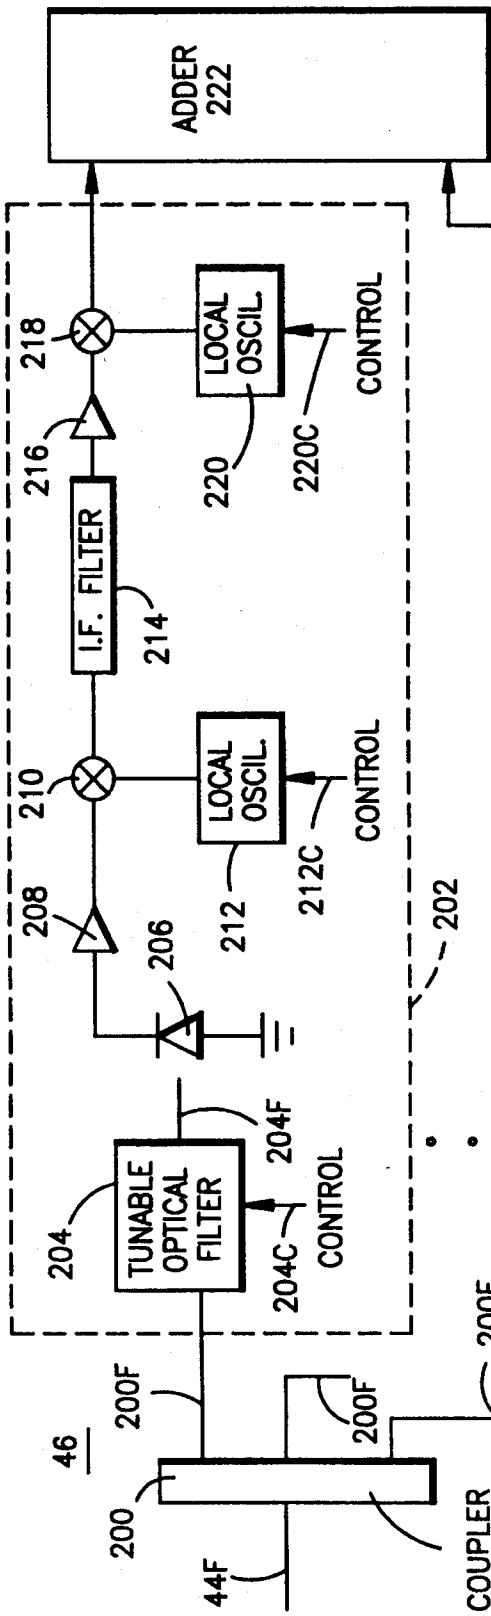 46
200
44F
COUPLER
200F
200F
200F
204
TUNABLE
OPTICAL
FILTER
204F
204C
CONTROL
206
208
210
LOCAL
OSCIL.
212
212C
CONTROL
I.F. FILTER
214
216
218
LOCAL
OSCIL.
220
220C
CONTROL
202
ADDER
222